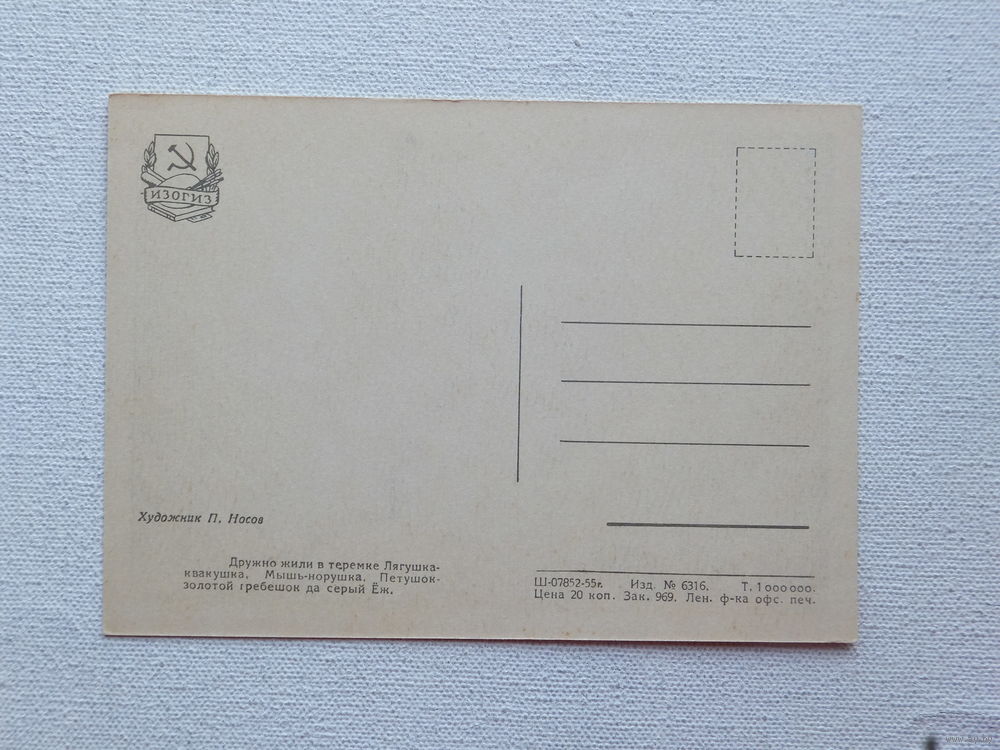 ИЗОГИЗ
Художник П. Носов
Дружно жили в теремке Лягушка-
квакушка, Мышь-норушка, Петушок-
золотой гребешок да серый Ёж.
Ш-07852-55г. Изд. № 6316. Т. 1 000 000.
Цена 20 коп. Зак. 969. Лен. ф-ка офс. печ.